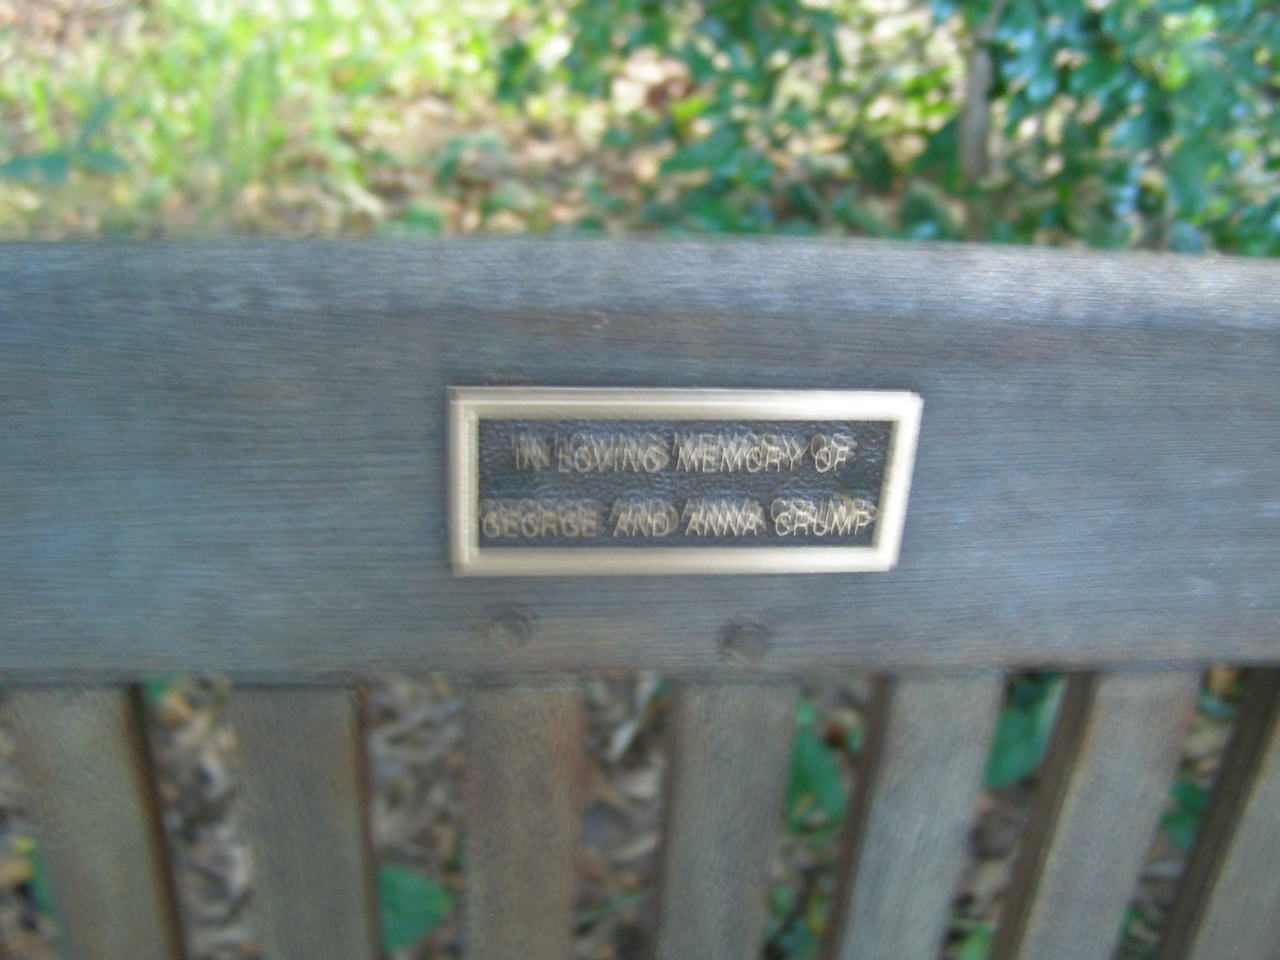 IN LOVING MEMORY OF
GEORGE AND ANNA CRUMP